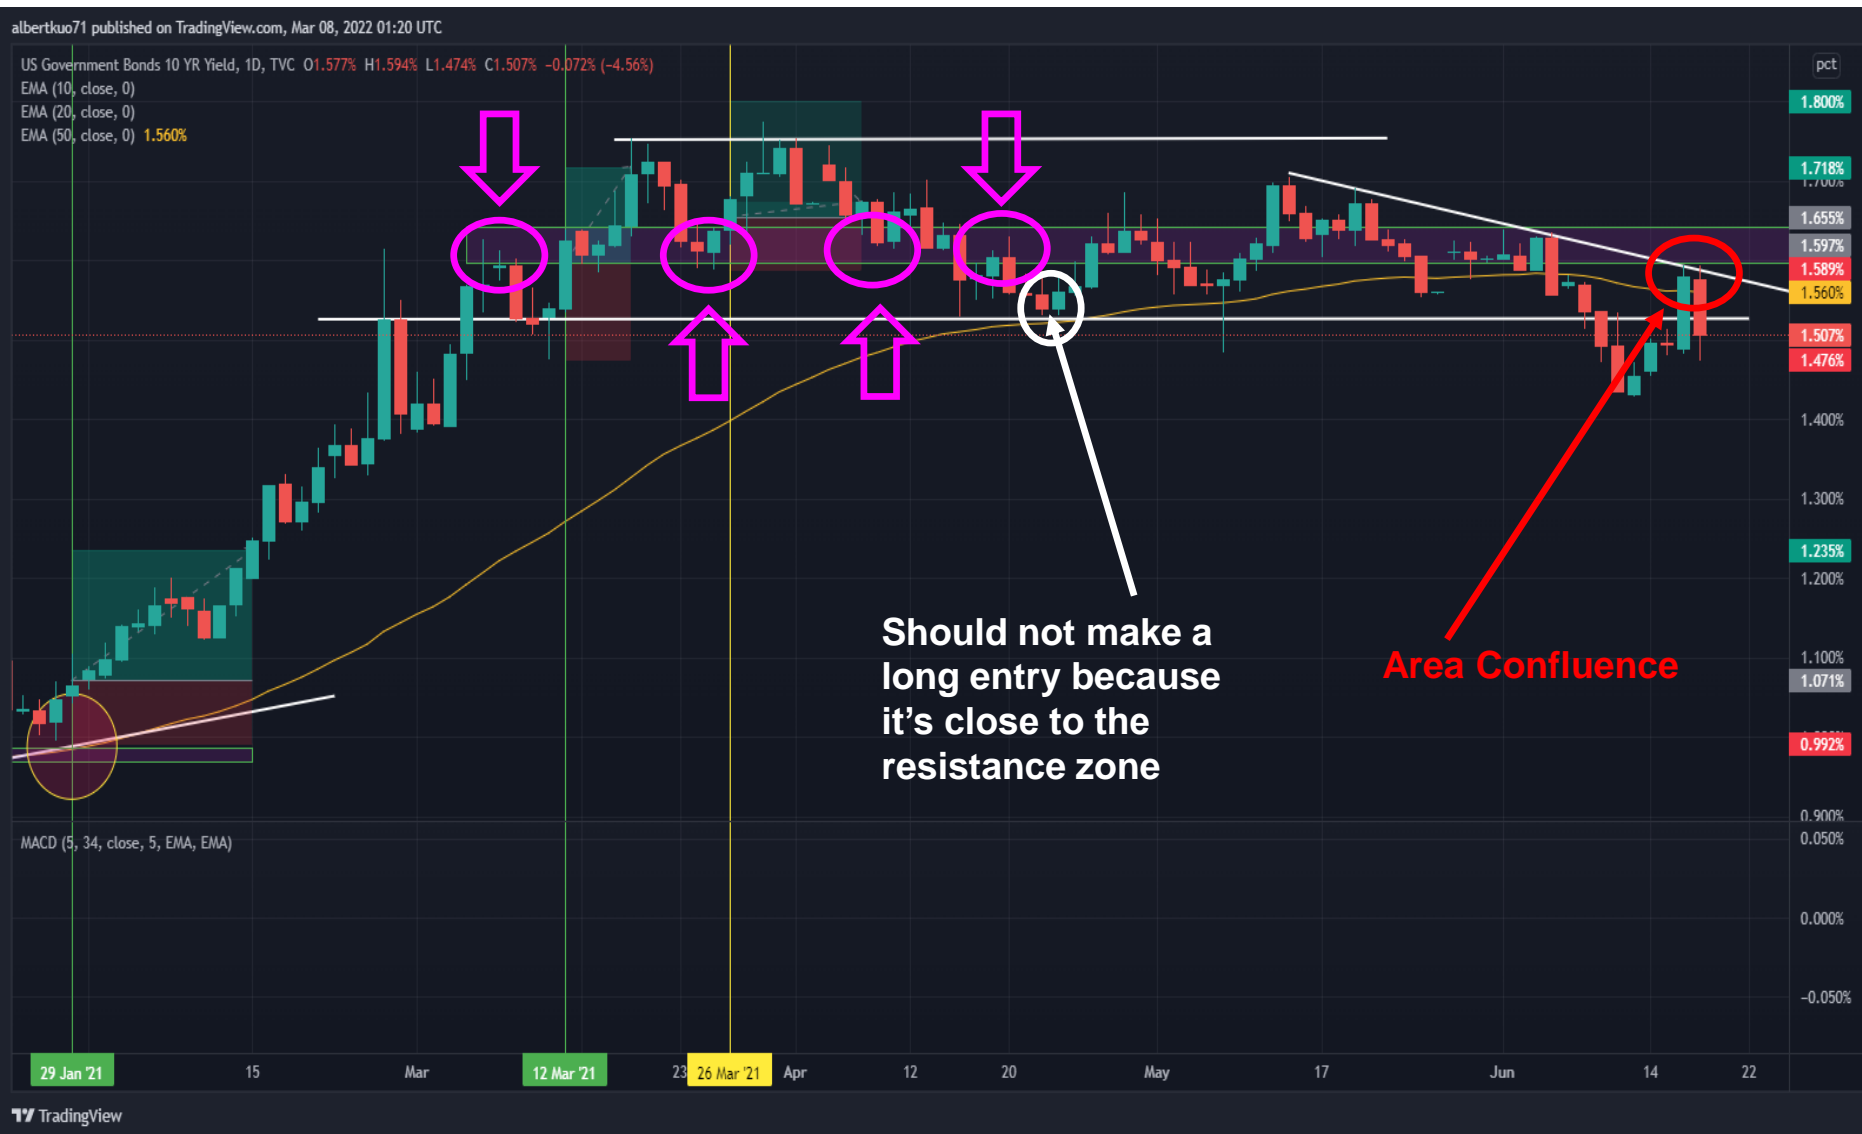 albertkuo71 published on TradingView.com, Mar 08, 2022 01:20 UTC
US Government Bonds 10 YR Yield, 1D, TVC O1.577% H1.594% L1.474% C1.507% −0.072% (−4.56%)
pct
EMA (10, close, 0)
EMA (20, close, 0)
EMA (50, close, 0) 1.560%
1.800%
1.718%
1.700%
1.655%
1.597%
1.589%
1.560%
1.507%
1.476%
1.400%
1.300%
1.235%
1.200%
1.100%
1.071%
0.992%
0.900%
Should not make a
long entry because
it’s close to the
resistance zone
Area Confluence
MACD (5, 34, close, 5, EMA, EMA)
0.050%
0.000%
−0.050%
29 Jan '21 15 Mar 12 Mar '21 23 26 Mar '21 Apr 12 20 May 17 Jun 14 22
TradingView